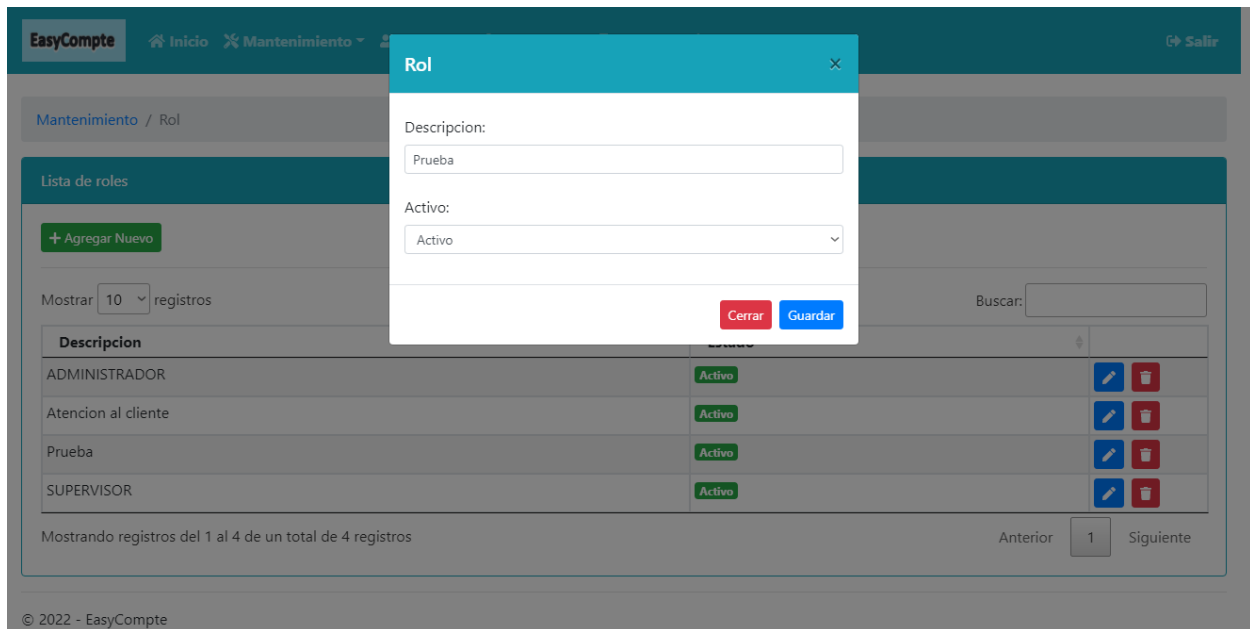 EasyCompte Inicio Mantenimiento Salir
Rol ×
Mantenimiento / Rol
Descripcion:
Prueba
Lista de roles
Activo:
Activo
+ Agregar Nuevo
Mostrar 10 registros
Buscar:
Cerrar Guardar
Descripcion
ADMINISTRADOR Activo
Atencion al cliente Activo
Prueba Activo
SUPERVISOR Activo
Mostrando registros del 1 al 4 de un total de 4 registros
Anterior 1 Siguiente
© 2022 - EasyCompte